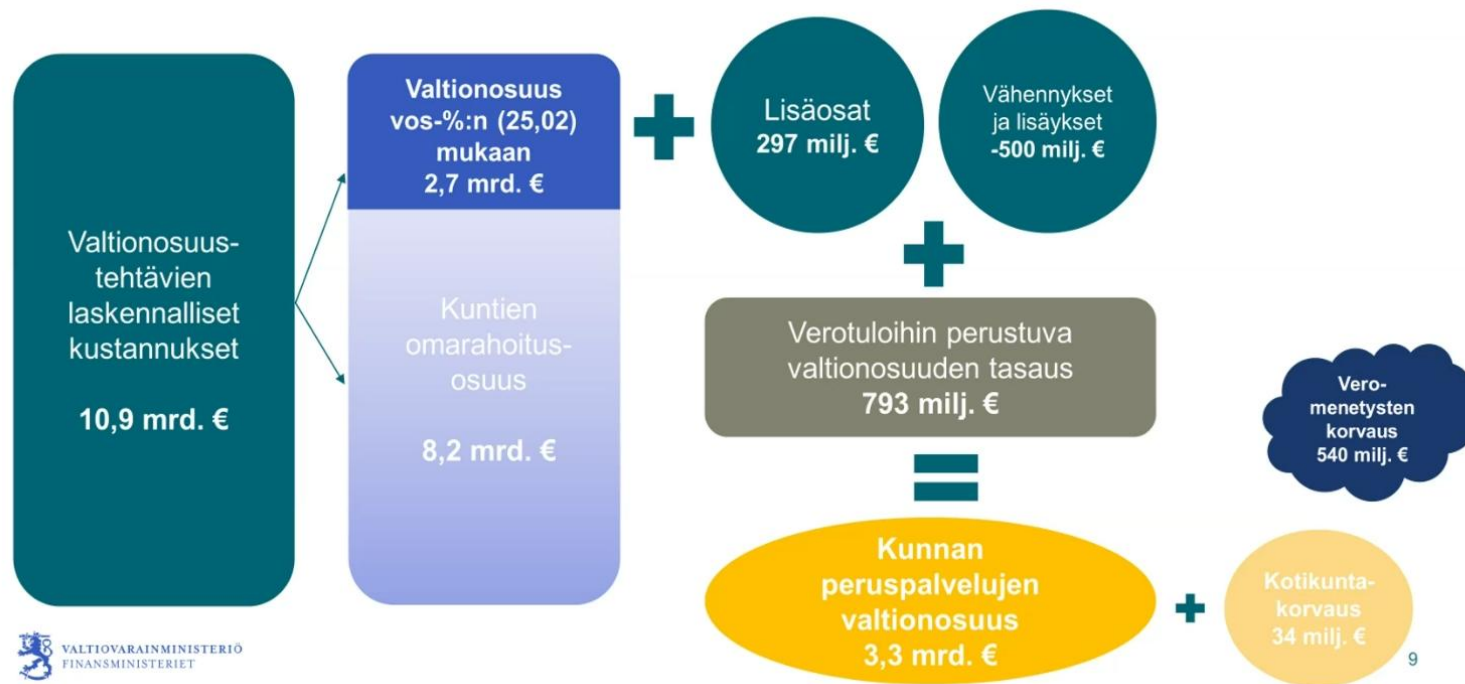 Valtionosuus-
tehtävien
laskennalliset
kustannukset
10,9 mrd. €
Valtionosuus
vos-%:n (25,02)
mukaan
2,7 mrd. €
Kuntien
omarahoitus-
osuus
8,2 mrd. €
Lisäosat
297 milj. €
Vähennykset
ja lisäykset
-500 milj. €
Verotuloihin perustuva
valtionosuuden tasaus
793 milj. €
Kunnan
peruspalvelujen
valtionosuus
3,3 mrd. €
Vero-
menetysten
korvaus
540 milj. €
Kotikunta-
korvaus
34 milj. €
VALTIOVARAINMINISTERIÖ
FINANSMINISTERIET
9